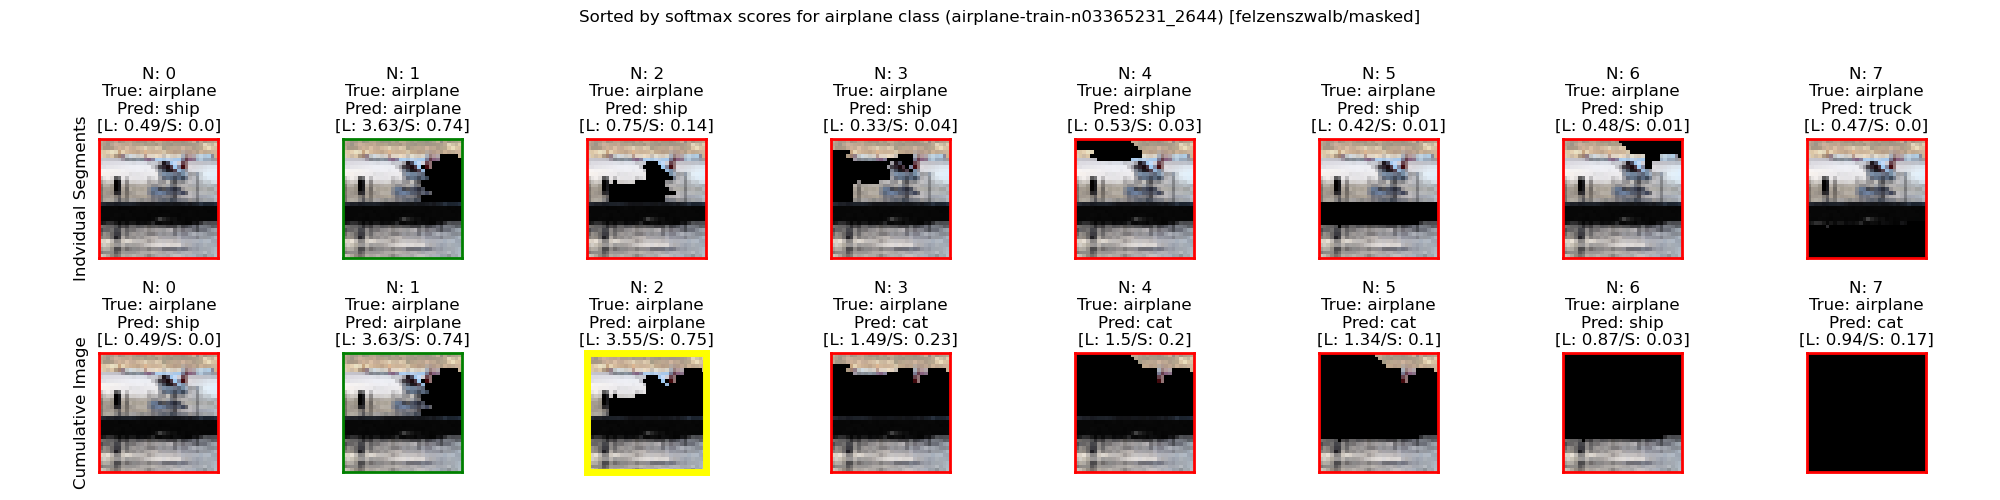 Sorted by softmax scores for airplane class (airplane-train-n03365231_2644) [felzenszwalb/masked]
Indvidual Segments
N: 0
True: airplane
Pred: ship
[L: 0.49/S: 0.0]
N: 1
True: airplane
Pred: airplane
[L: 3.63/S: 0.74]
N: 2
True: airplane
Pred: ship
[L: 0.75/S: 0.14]
N: 3
True: airplane
Pred: ship
[L: 0.33/S: 0.04]
N: 4
True: airplane
Pred: ship
[L: 0.53/S: 0.03]
N: 5
True: airplane
Pred: ship
[L: 0.42/S: 0.01]
N: 6
True: airplane
Pred: ship
[L: 0.48/S: 0.01]
N: 7
True: airplane
Pred: truck
[L: 0.47/S: 0.0]
Cumulative Image
N: 0
True: airplane
Pred: ship
[L: 0.49/S: 0.0]
N: 1
True: airplane
Pred: airplane
[L: 3.63/S: 0.74]
N: 2
True: airplane
Pred: airplane
[L: 3.55/S: 0.75]
N: 3
True: airplane
Pred: cat
[L: 1.49/S: 0.23]
N: 4
True: airplane
Pred: cat
[L: 1.5/S: 0.2]
N: 5
True: airplane
Pred: cat
[L: 1.34/S: 0.1]
N: 6
True: airplane
Pred: ship
[L: 0.87/S: 0.03]
N: 7
True: airplane
Pred: cat
[L: 0.94/S: 0.17]